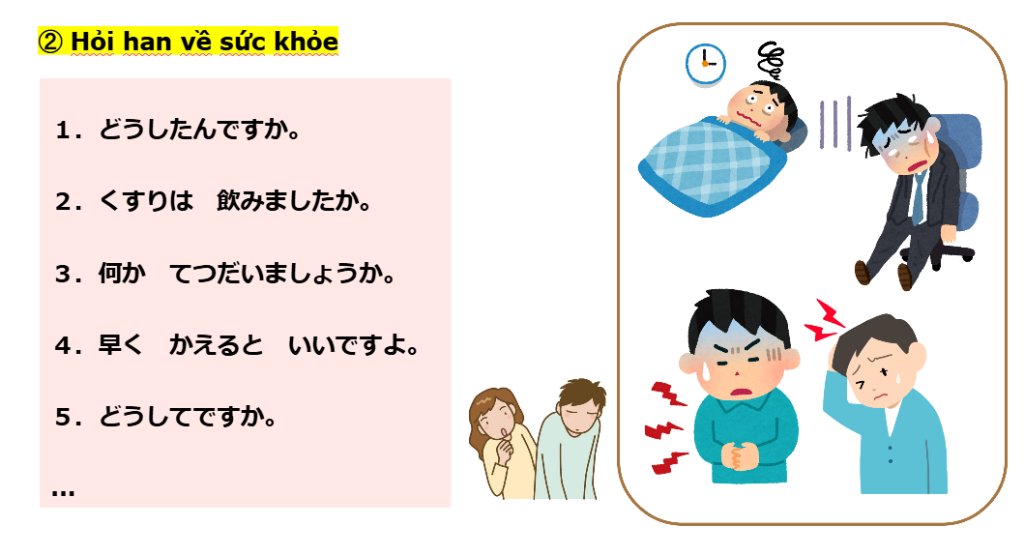 ② Hỏi han về sức khỏe
1. どうしたんですか。
2. くすりは　飲みましたか。
3. 何か　てつだいましょうか。
4. 早く　かえると　いいですよ。
5. どうしてですか。
...